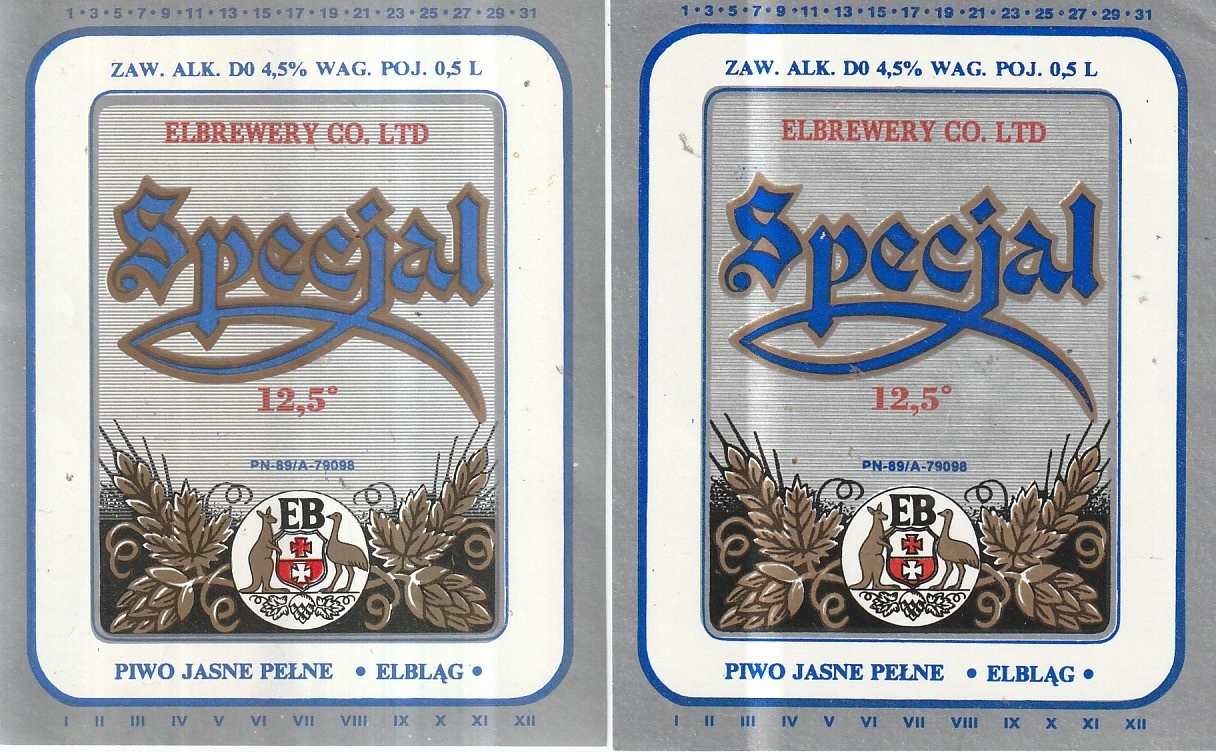 1 • 3 • 5 • 7 • 9 • 11 • 13 • 15 • 17 • 19 • 21 • 23 • 25 • 27 • 29 • 31
ZAW. ALK. D0 4,5% WAG. POJ. 0,5 L
ELBREWERY CO. LTD
Specjal
12,5°
PN-89/A-79098
EB
PIWO JASNE PEŁNE • ELBLĄG •
I II III IV V VI VII VIII IX X XI XII
1 • 3 • 5 • 7 • 9 • 11 • 13 • 15 • 17 • 19 • 21 • 23 • 25 • 27 • 29 • 31
ZAW. ALK. D0 4,5% WAG. POJ. 0,5 L
ELBREWERY CO. LTD
Specjal
12,5°
PN-89/A-79098
EB
PIWO JASNE PEŁNE • ELBLĄG •
I II III IV V VI VII VIII IX X XI XII